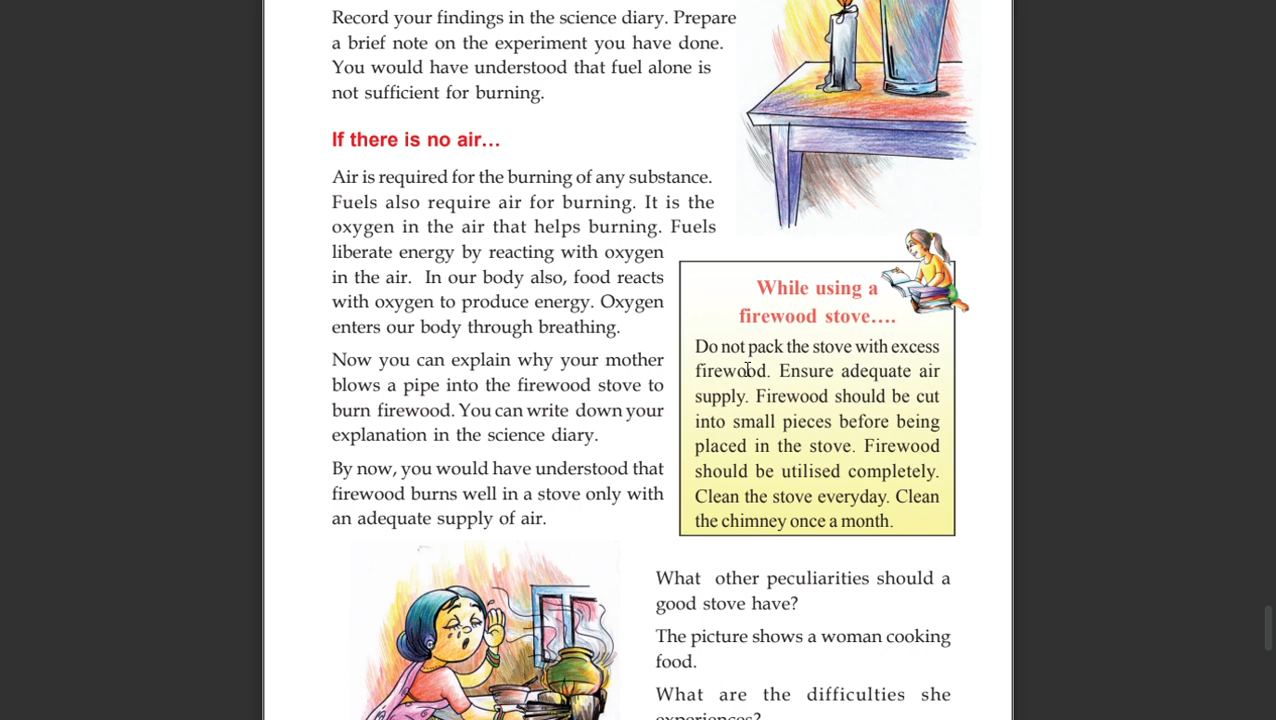 Record your findings in the science diary. Prepare
a brief note on the experiment you have done.
You would have understood that fuel alone is
not sufficient for burning.
If there is no air…
Air is required for the burning of any substance.
Fuels also require air for burning. It is the
oxygen in the air that helps burning. Fuels
liberate energy by reacting with oxygen
in the air. In our body also, food reacts
with oxygen to produce energy. Oxygen
enters our body through breathing.
Now you can explain why your mother
blows a pipe into the firewood stove to
burn firewood. You can write down your
explanation in the science diary.
By now, you would have understood that
firewood burns well in a stove only with
an adequate supply of air.
While using a
firewood stove….
Do not pack the stove with excess
firewood. Ensure adequate air
supply. Firewood should be cut
into small pieces before being
placed in the stove. Firewood
should be utilised completely.
Clean the stove everyday. Clean
the chimney once a month.
What other peculiarities should a
good stove have?
The picture shows a woman cooking
food.
What are the difficulties she
experiences?